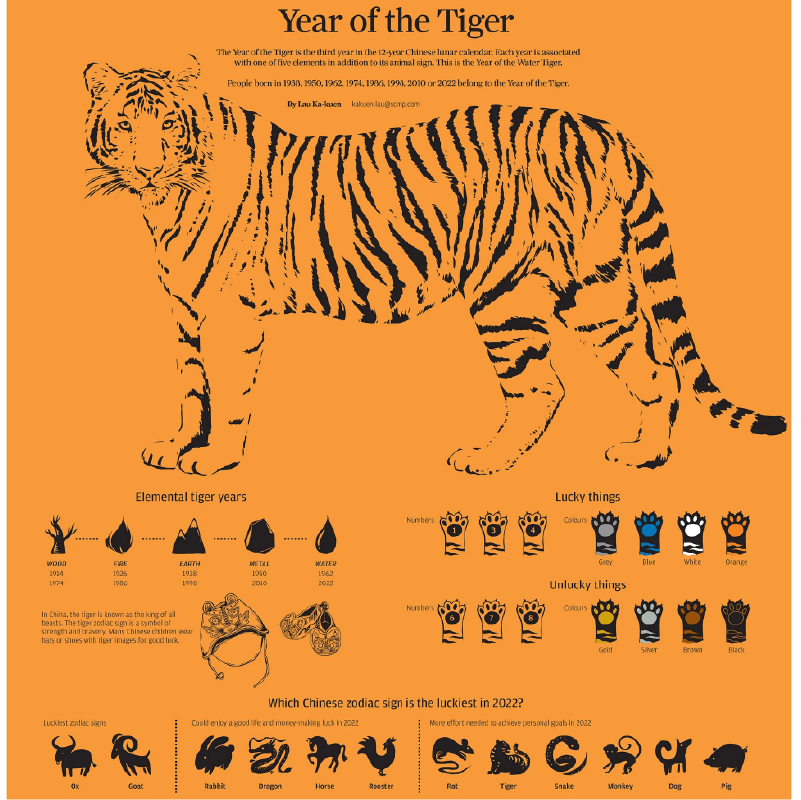 Year of the Tiger
The Year of the Tiger is the third year in the 12-year Chinese lunar calendar. Each year is associated
with one of five elements in addition to its animal sign. This is the Year of the Water Tiger.
People born in 1938, 1950, 1962, 1974, 1986, 1998, 2010 or 2022 belong to the Year of the Tiger.
By Lau Ka-kuen kakuen.lau@scmp.com
Elemental tiger years
WOOD FIRE EARTH METAL WATER
1914 1926 1938 1950 1962
1974 1986 1998 2010 2022
In China, the tiger is known as the king of all
beasts. The tiger zodiac sign is a symbol of
strength and bravery. Many Chinese children wear
hats or shoes with tiger images for good luck.
Lucky things
Numbers 1 3 4 Colours
Grey Blue White Orange
Unlucky things
Numbers 6 7 8 Colours
Gold Silver Brown Black
Which Chinese zodiac sign is the luckiest in 2022?
Luckiest zodiac signs
Ox Goat
Could enjoy a good life and money-making luck in 2022
Rabbit Dragon Horse Rooster
More effort needed to achieve personal goals in 2022
Rat Tiger Snake Monkey Dog Pig